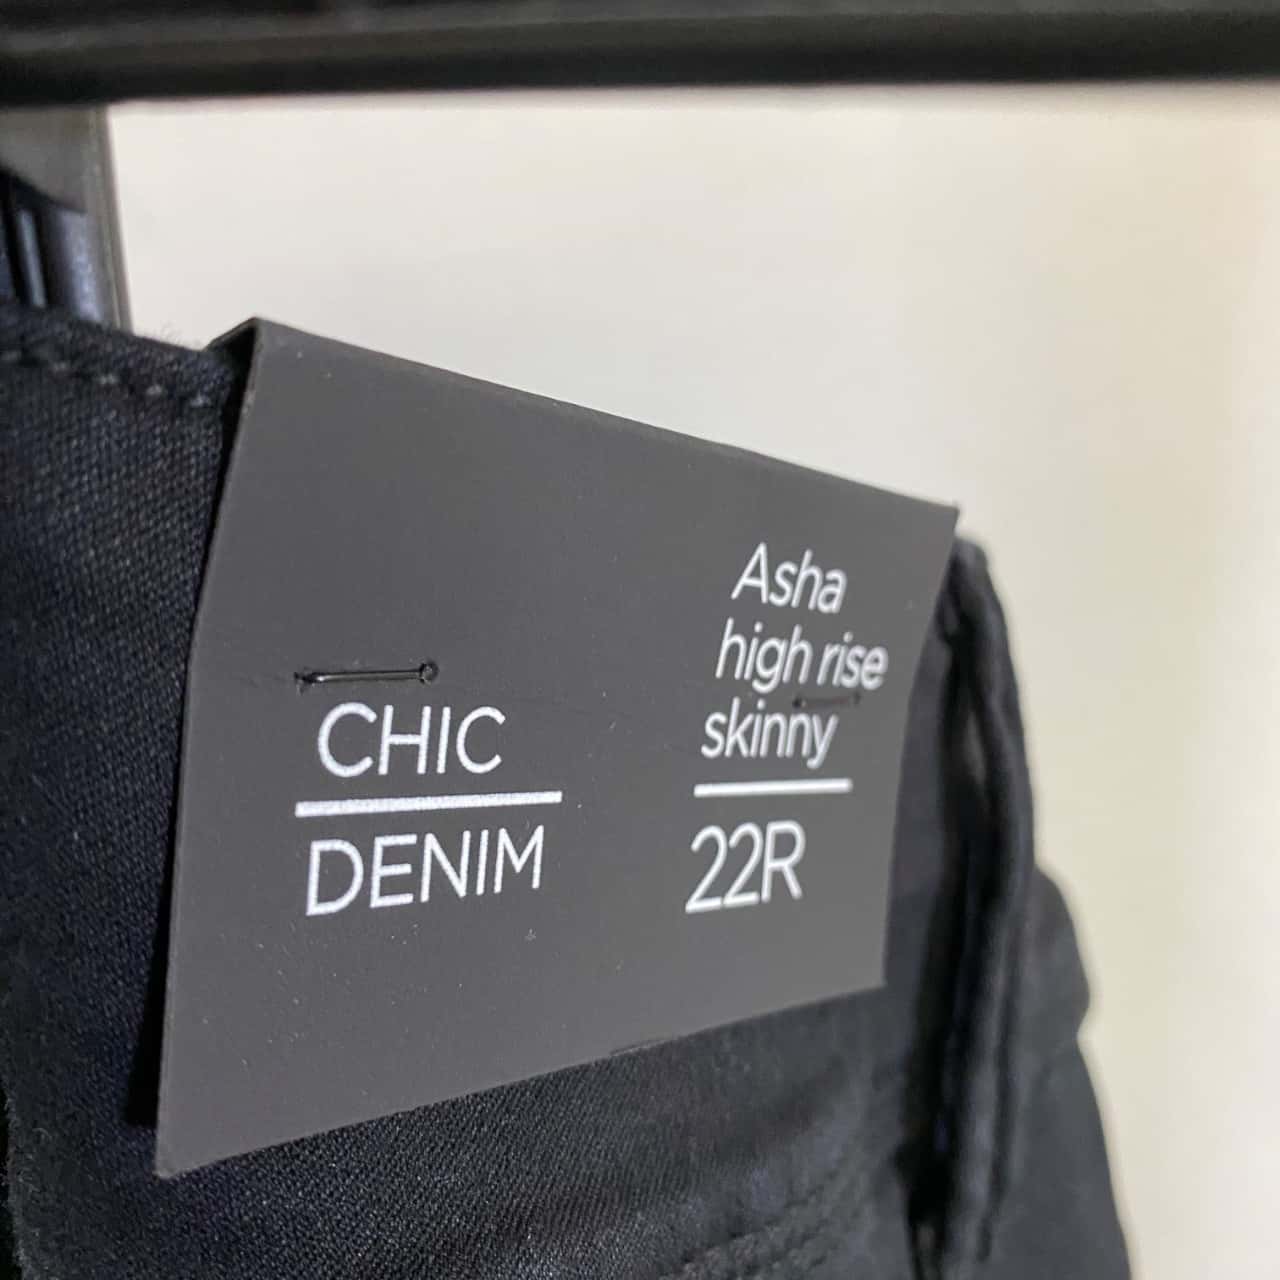 CHIC
DENIM
Asha
high rise
skinny
22R